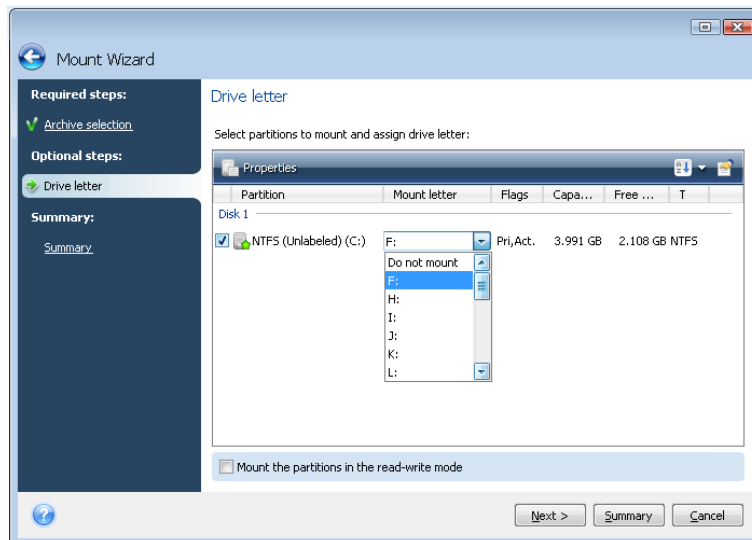 Mount Wizard
Required steps:
Archive selection
Optional steps:
Drive letter
Summary:
Summary
Drive letter
Select partitions to mount and assign drive letter:
Properties
Partition Mount letter Flags Capa... Free ... T
Disk 1
NTFS (Unlabeled) (C:) F: Pri,Act. 3.991 GB 2.108 GB NTFS
Do not mount
F:
H:
I:
J:
K:
L:
Mount the partitions in the read-write mode
Next > Summary Cancel